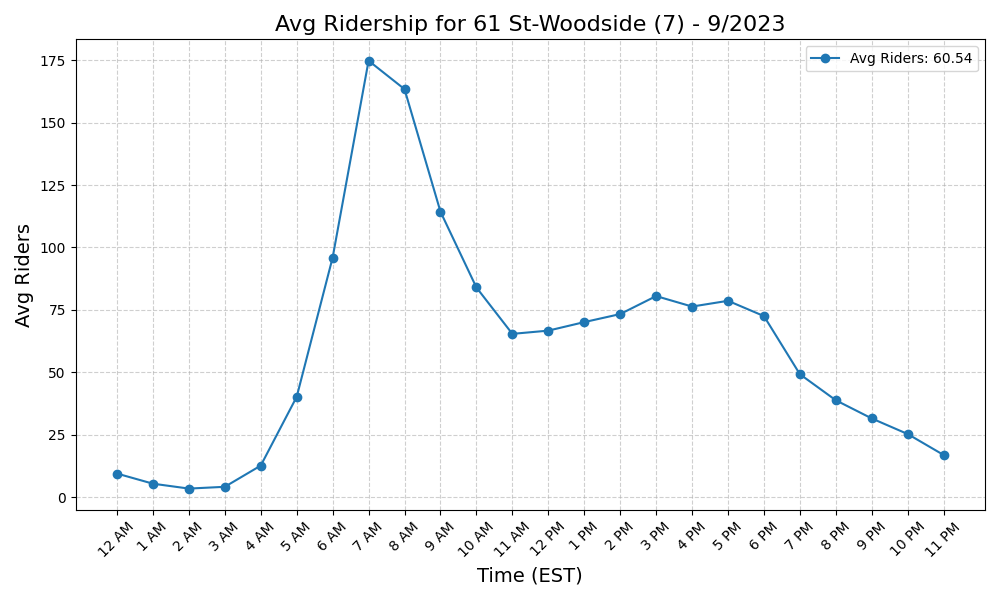 Avg Ridership for 61 St-Woodside (7) - 9/2023
Avg Riders: 60.54
Avg Riders
175
150
125
100
75
50
25
0
12 AM
1 AM
2 AM
3 AM
4 AM
5 AM
6 AM
7 AM
8 AM
9 AM
10 AM
11 AM
12 PM
1 PM
2 PM
3 PM
4 PM
5 PM
6 PM
7 PM
8 PM
9 PM
10 PM
11 PM
Time (EST)